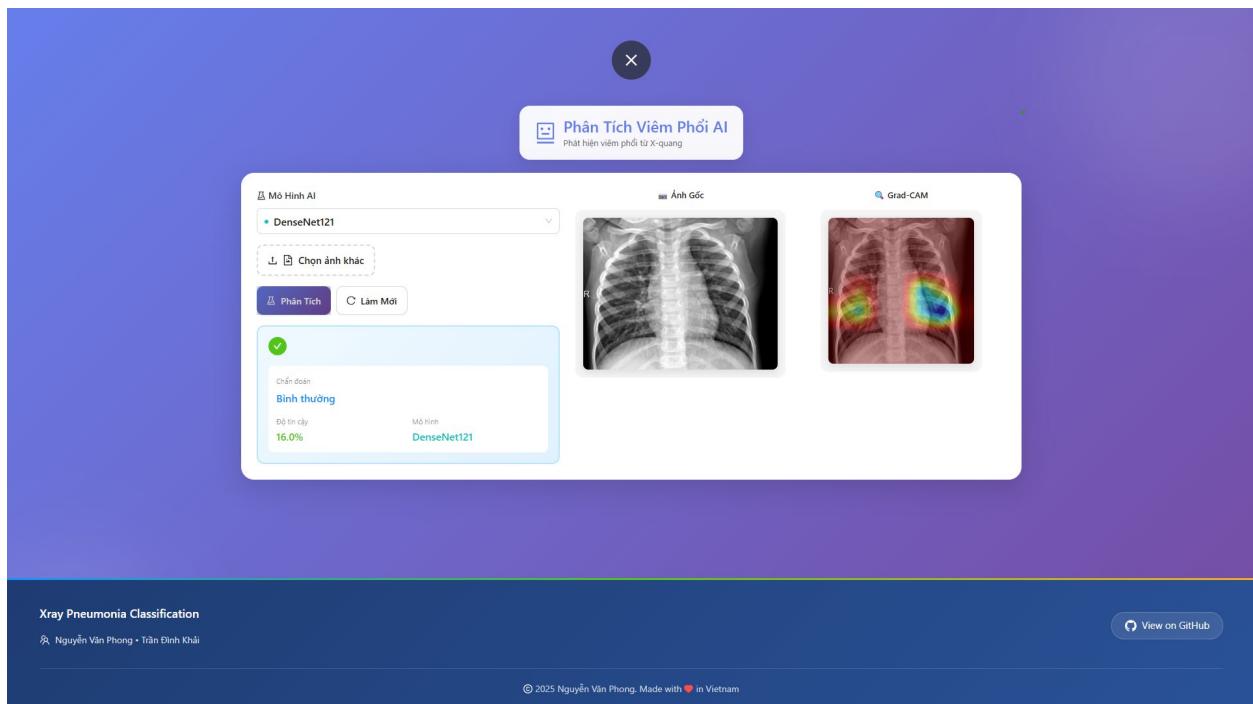 Phân Tích Viêm Phổi AI
Phát hiện viêm phổi từ X-quang
Mô Hình AI
DenseNet121
Chọn ảnh khác
Phân Tích
Làm Mới
Chẩn đoán
Bình thường
Độ tin cậy
Mô hình
16.0%
DenseNet121
Ảnh Gốc
R
Grad-CAM
R
Xray Pneumonia Classification
Nguyễn Văn Phong • Trần Đình Khải
View on GitHub
© 2025 Nguyễn Văn Phong. Made with ❤️ in Vietnam